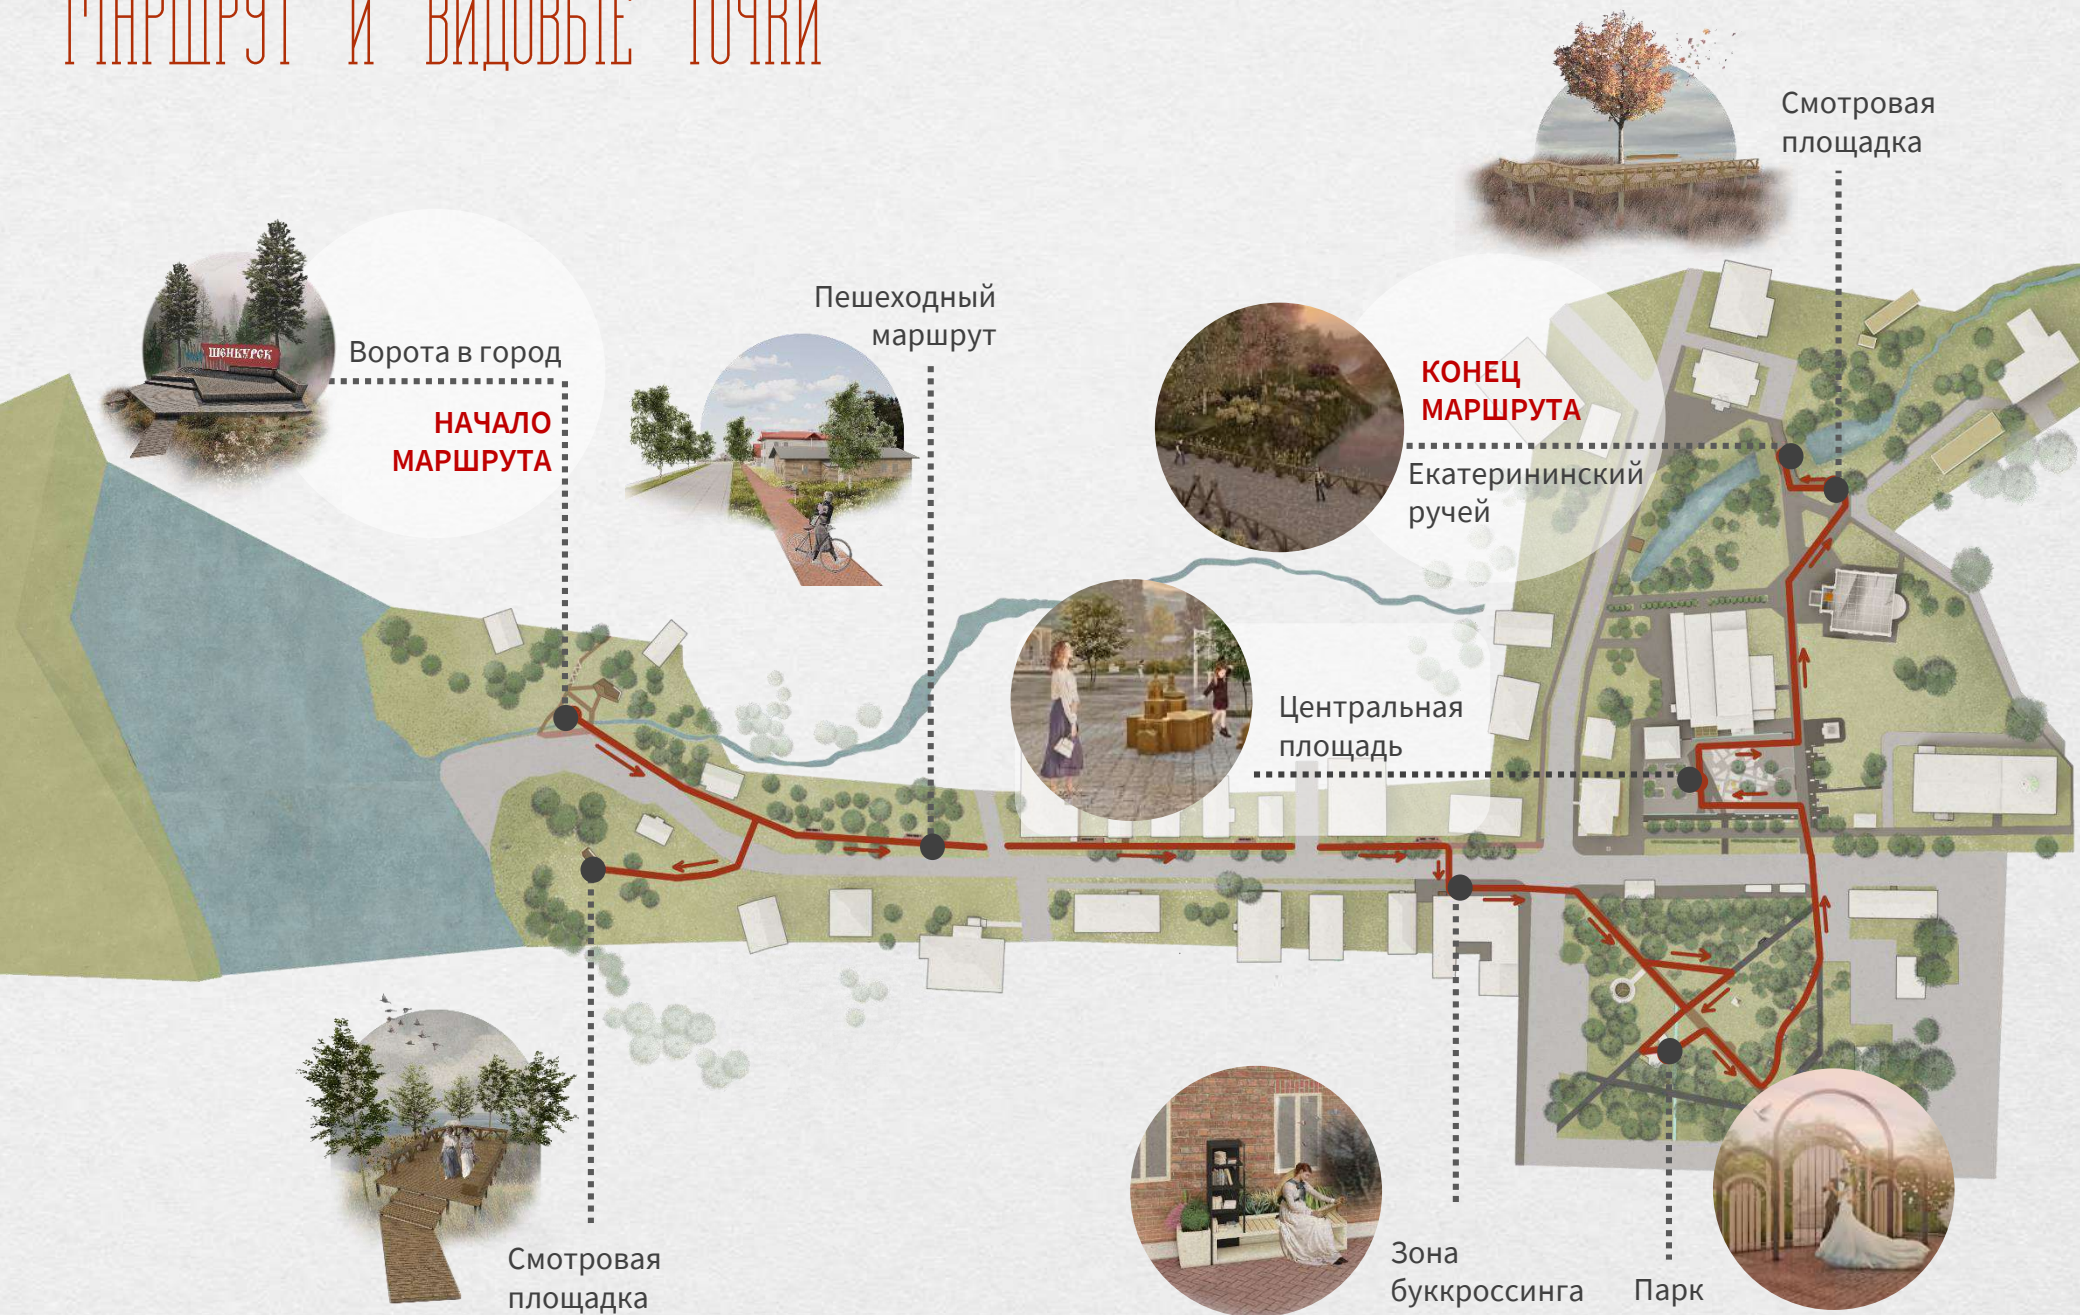 МАРШРУТ И ВИДОВЫЕ ТОЧКИ
Смотровая
площадка
Пешеходный
маршрут
ШЕНКУРСК
Ворота в город
НАЧАЛО
МАРШРУТА
КОНЕЦ
МАРШРУТА
Екатерининский
ручей
Центральная
площадь
Смотровая
площадка
Зона
буккроссинга
Парк